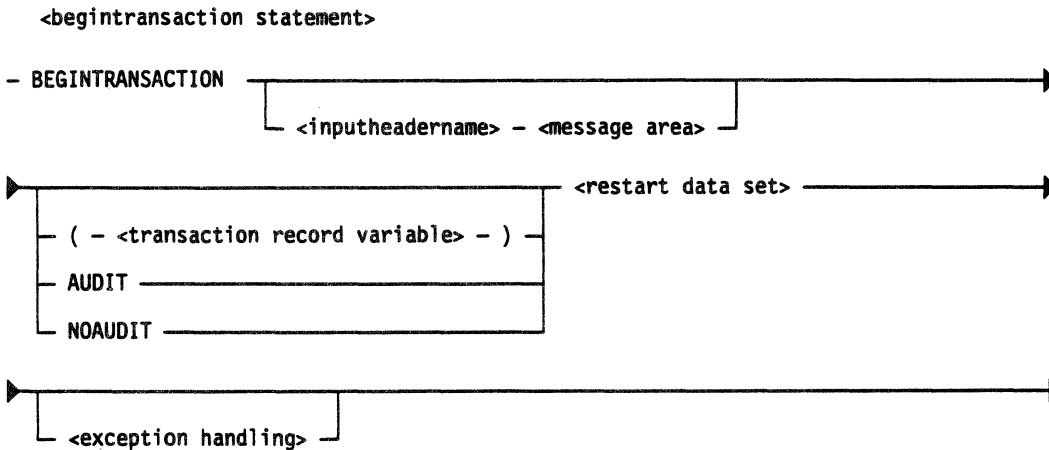 <begintransaction statement>
– BEGINTRANSACTION
<inputheadername> – <message area>
<restart data set>
( – <transaction record variable> – )
AUDIT
NOAUDIT
<exception handling>